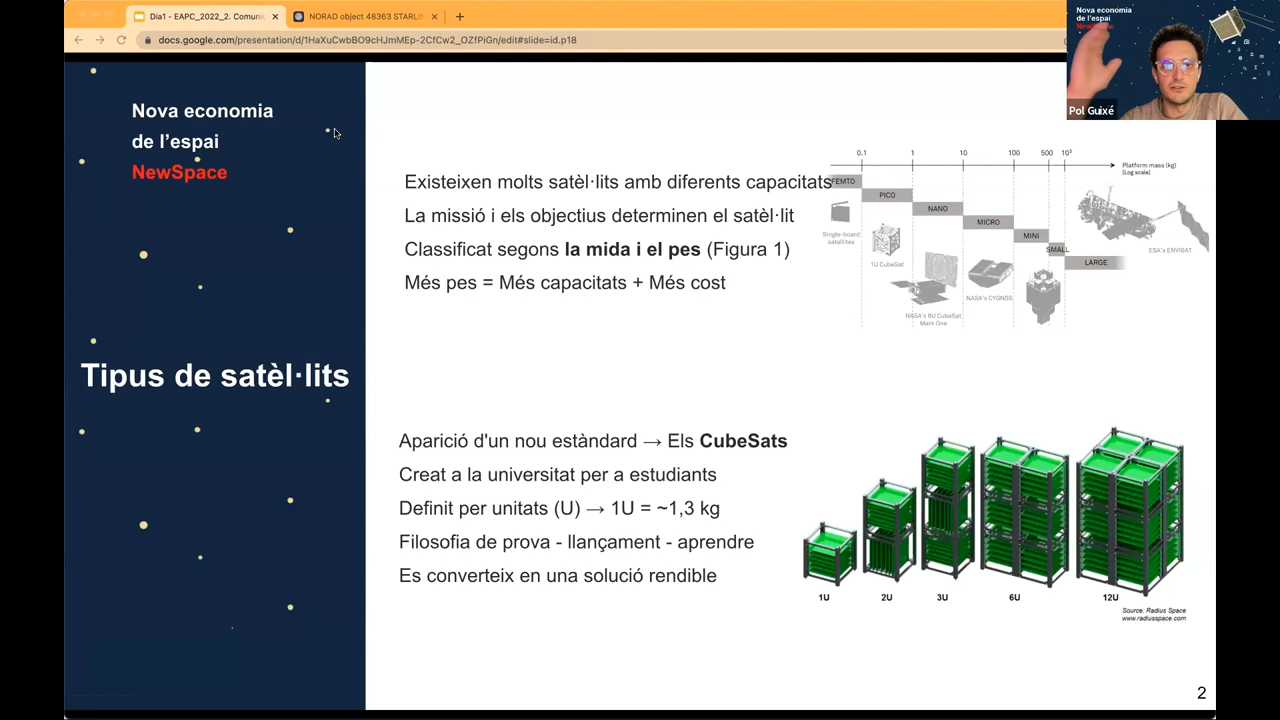 Dia1 - EAPC_2022_2. Comunic
NORAD object 48363 STARLI
docs.google.com/presentation/d/1HaXuCwbBO9cHJmMEp-2CfCw2_OZfPiGn/edit#slide=id.p18
Nova economia
de l'espai
NewSpace
Pol Guixé
Nova economia
de l'espai
NewSpace
Tipus de satèl·lits
Existeixen molts satèl·lits amb diferents capacitats
La missió i els objectius determinen el satèl·lit
Classificat segons la mida i el pes (Figura 1)
Més pes = Més capacitats + Més cost
0.1 1 10 100 500 10³
Platform mass (kg)
(Log scale)
FEMTO
PICO
NANO
MICRO
MINI
SMALL
LARGE
Single-board
satellites
1U CubeSat
NASA's 6U CubeSat
Marv One
NASA's CYGNSS
ESA's ENVISAT
Aparició d'un nou estàndard → Els CubeSats
Creat a la universitat per a estudiants
Definit per unitats (U) → 1U = ~1,3 kg
Filosofia de prova - llançament - aprendre
Es converteix en una solució rendible
1U 2U 3U 6U 12U
Source: Radius Space
www.radiusspace.com
2